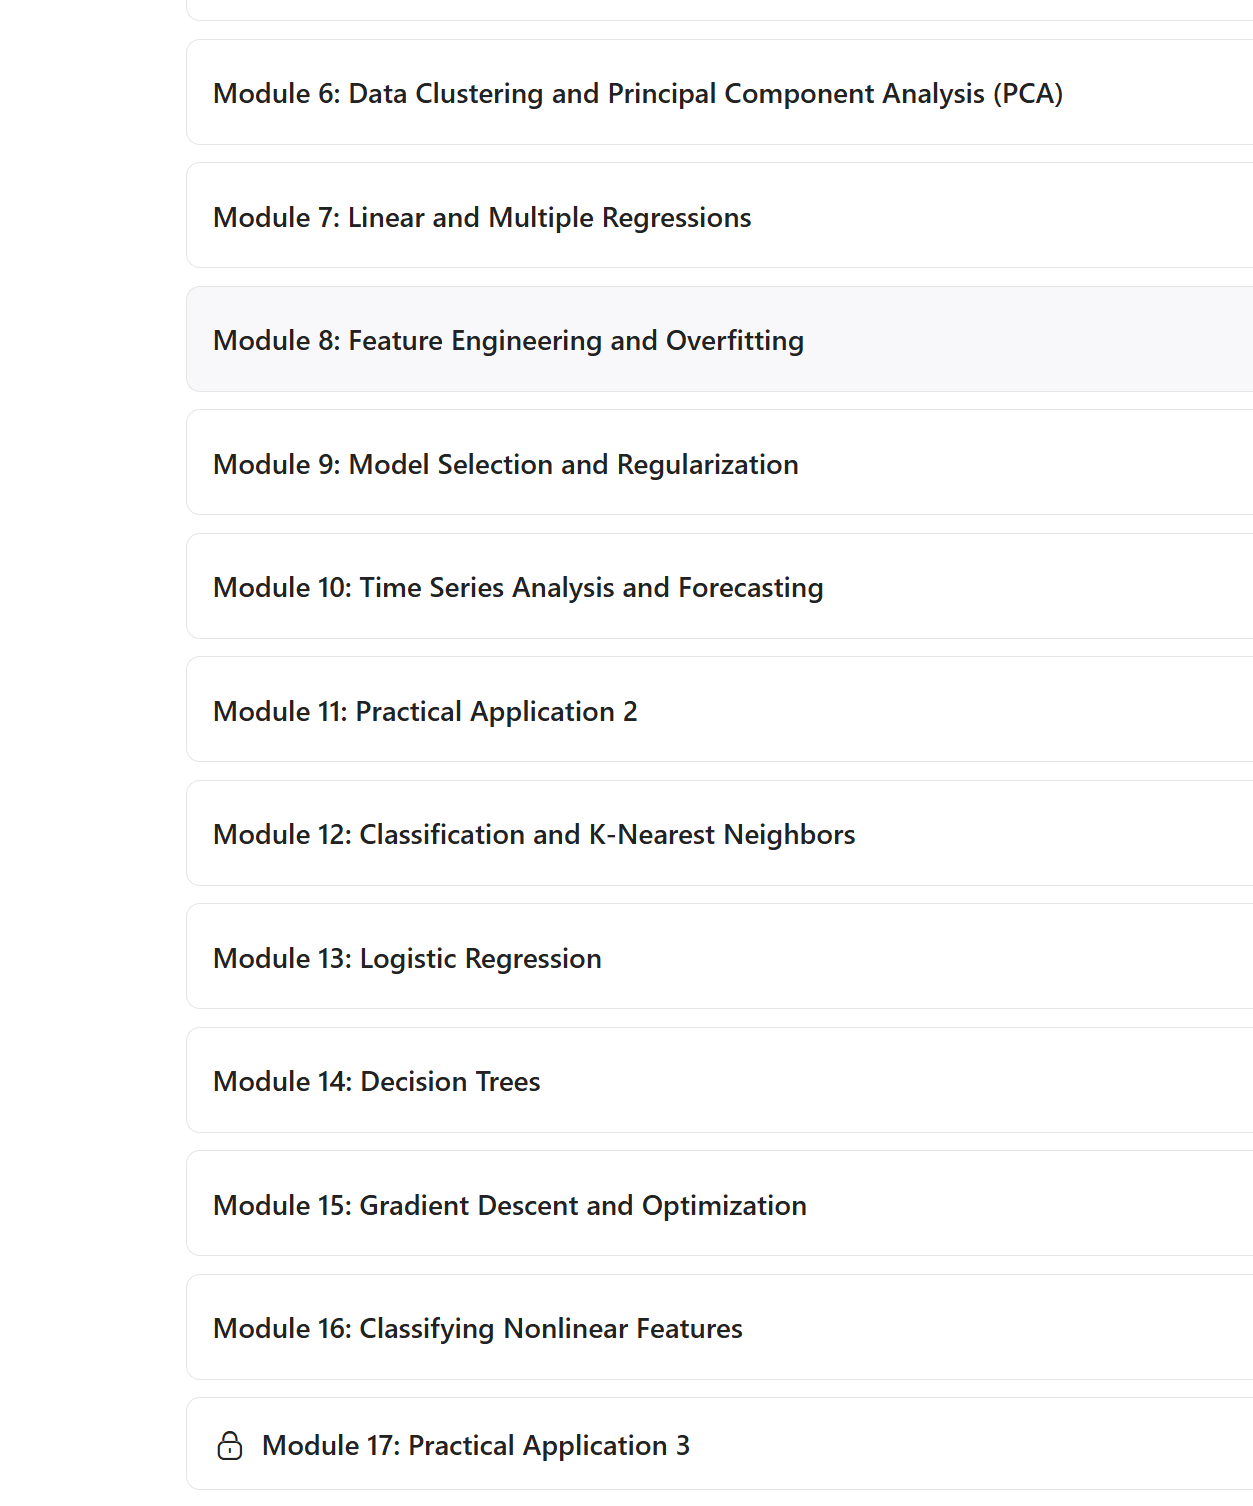 Module 6: Data Clustering and Principal Component Analysis (PCA)
Module 7: Linear and Multiple Regressions
Module 8: Feature Engineering and Overfitting
Module 9: Model Selection and Regularization
Module 10: Time Series Analysis and Forecasting
Module 11: Practical Application 2
Module 12: Classification and K-Nearest Neighbors
Module 13: Logistic Regression
Module 14: Decision Trees
Module 15: Gradient Descent and Optimization
Module 16: Classifying Nonlinear Features
Module 17: Practical Application 3